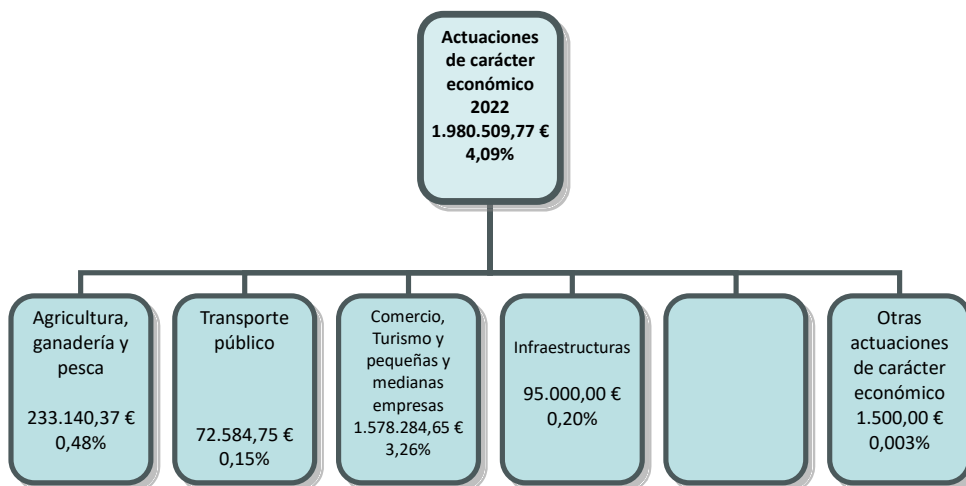 Actuaciones
de carácter
económico
2022
1.980.509,77 €
4,09%
Agricultura,
ganadería y
pesca
233.140,37 €
0,48%
Transporte
público
72.584,75 €
0,15%
Comercio,
Turismo y
pequeñas y
medianas
empresas
1.578.284,65 €
3,26%
Infraestructuras
95.000,00 €
0,20%
Otras
actuaciones
de carácter
económico
1.500,00 €
0,003%